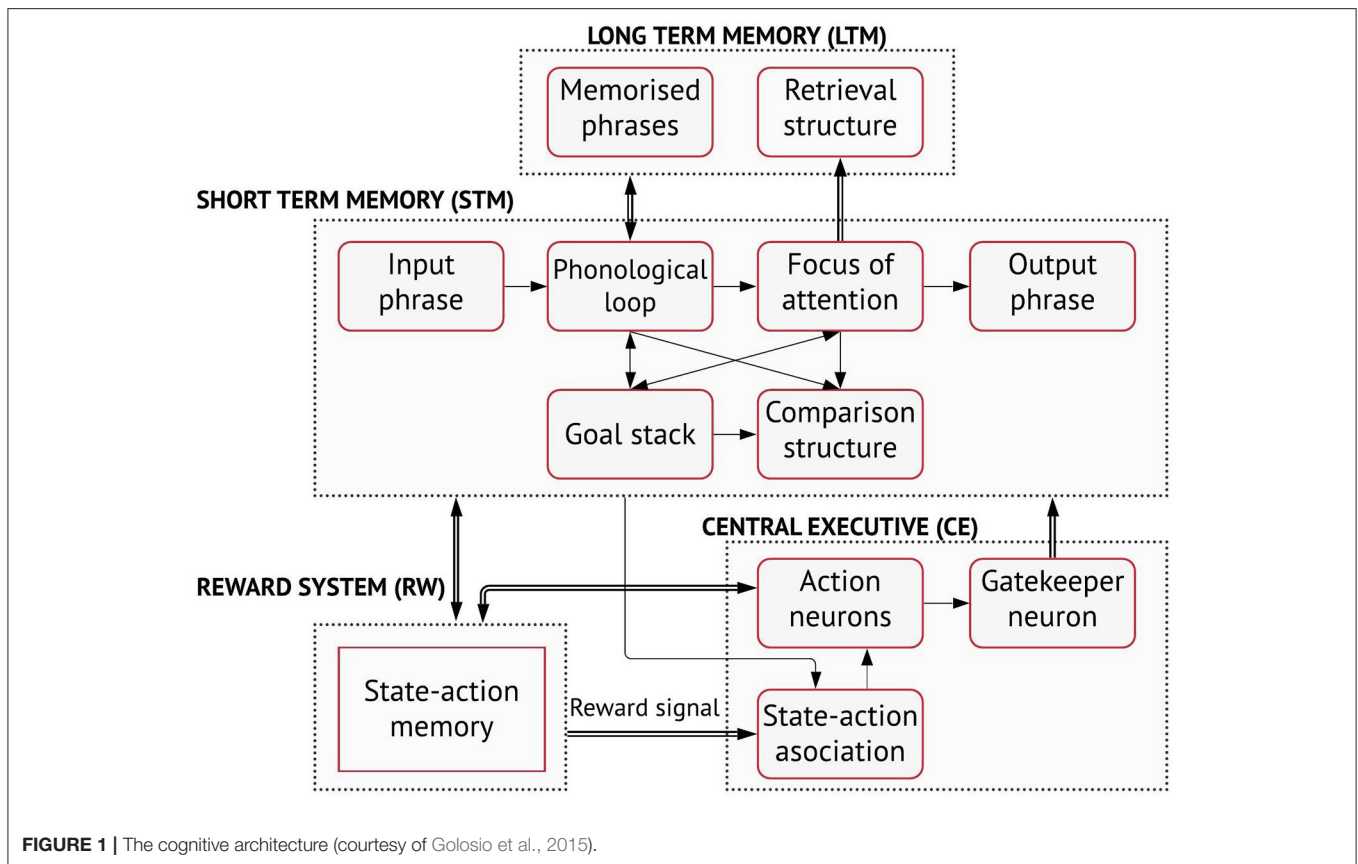 LONG TERM MEMORY (LTM)
Memorised
phrases
Retrieval
structure
SHORT TERM MEMORY (STM)
Input
phrase
Phonological
loop
Focus of
attention
Output
phrase
Goal stack
Comparison
structure
CENTRAL EXECUTIVE (CE)
REWARD SYSTEM (RW)
Action
neurons
Gatekeeper
neuron
State-action
memory
Reward signal
State-action
asociation
FIGURE 1 | The cognitive architecture (courtesy of Golosio et al., 2015).